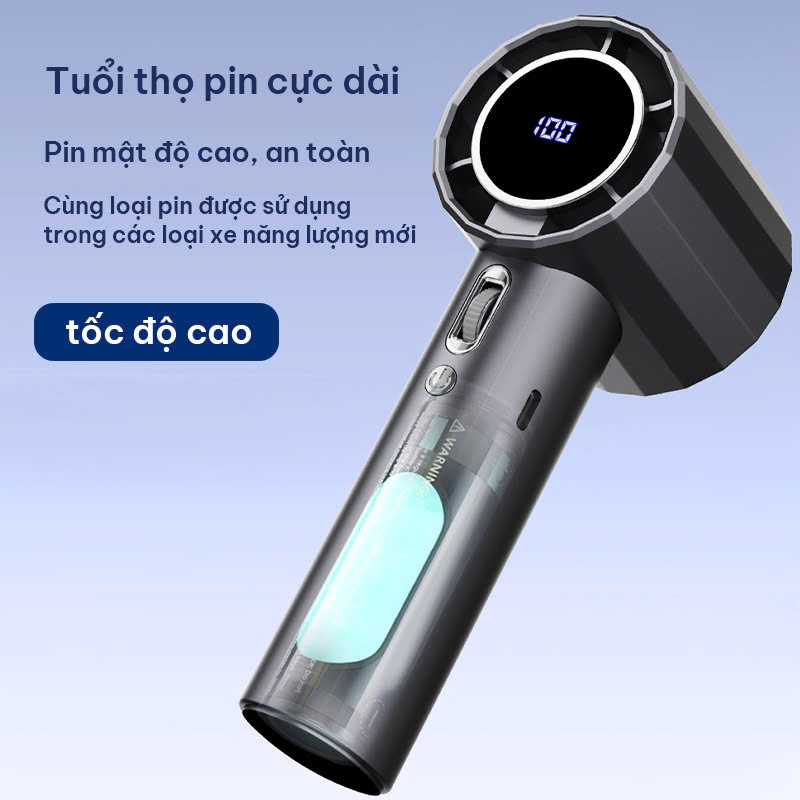 Tuổi thọ pin cực dài
Pin mật độ cao, an toàn
Cùng loại pin được sử dụng
trong các loại xe năng lượng mới
tốc độ cao
100
WARNING